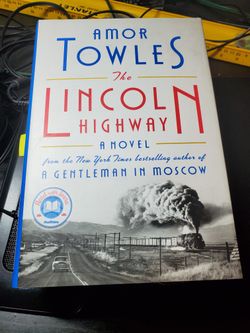 AMOR
TOWLES
The
LINCOLN
HIGHWAY
A NOVEL
from the New York Times bestselling author of
A GENTLEMAN IN MOSCOW